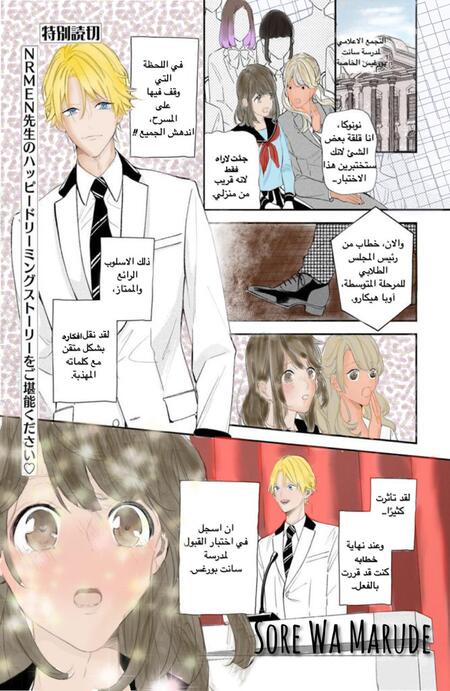 التجمع الاعلامي
لمدرسة سانت
بورغيس الخاصة
نونوكا،
انا قلقة بعض
الشئ لانك
ستختبرين هذا
الاختبار..
جئت لاراه
فقط
لانه قريب
من منزلي
特別読切
NRMEN先生のハッピードリーミングストーリーをご堪能ください♡
في اللحظة
التي
وقف فيها
على
المسرح،
اندهش الجميع !!
والان، خطاب من
رئيس المجلس
الطلابي
للمرحلة المتوسطة،
أوبا هيكارو.
ذلك الاسلوب
الرائع
والممتاز،
لقد نقل افكاره
بشكل متقن
مع كلماته
المهذبة.
لقد تاثرت
كثيرًا..
وعند نهاية
خطابه
كنت قد قررت
بالفعل..
ان اسجل
في اختبار القبول
لمدرسة
سانت بورغس.
SORE WA MARUDE